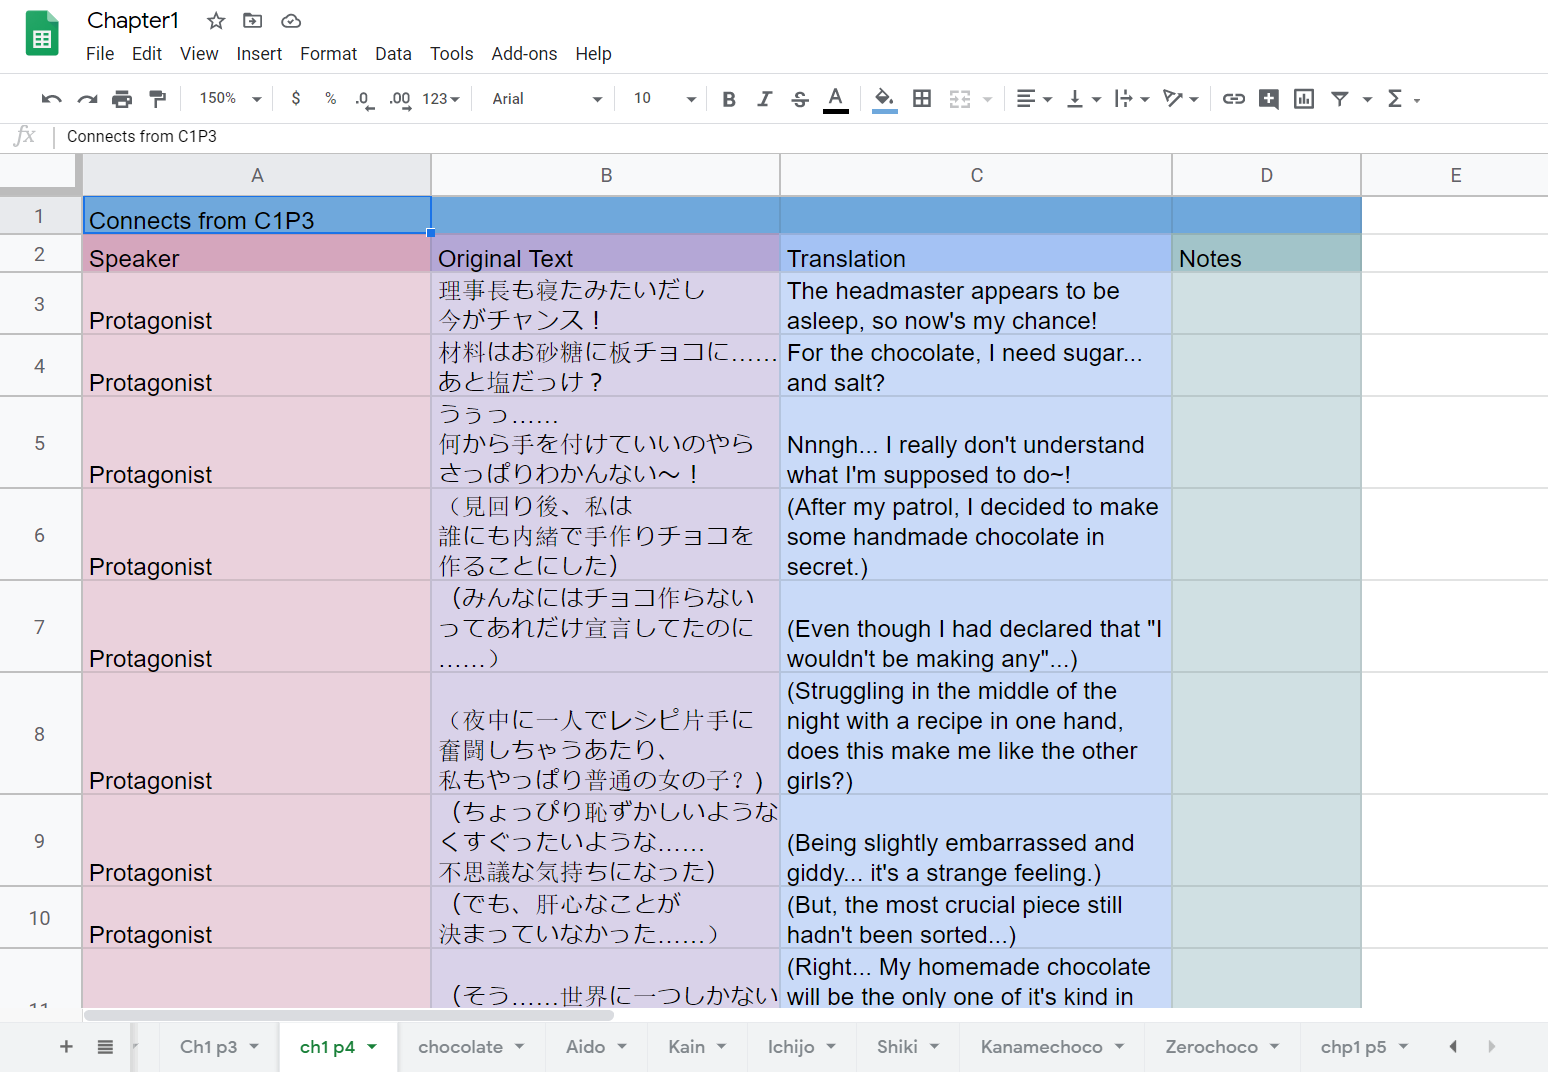 Chapter1
File Edit View Insert Format Data Tools Add-ons Help
150% $ % .0 .00 123 Arial 10 B I S A Σ
fx Connects from C1P3
A B C D E
1 Connects from C1P3
2 Speaker Original Text Translation Notes
3 Protagonist
理事長も寝たみたいだし
今がチャンス！
The headmaster appears to be
asleep, so now's my chance!
4 Protagonist
材料はお砂糖に板チョコに……
あと塩だっけ？
For the chocolate, I need sugar...
and salt?
5 Protagonist
うぅっ……
何から手を付けていいのやら
さっぱりわかんない～！
Nnngh... I really don't understand
what I'm supposed to do~!
6 Protagonist
（見回り後、私は
誰にも内緒で手作りチョコを
作ることにした）
(After my patrol, I decided to make
some handmade chocolate in
secret.)
7 Protagonist
（みんなにはチョコ作らない
ってあれだけ宣言してたのに
……）
(Even though I had declared that "I
wouldn't be making any"...)
8 Protagonist
（夜中に一人でレシピ片手に
奮闘しちゃうあたり、
私もやっぱり普通の女の子？)
(Struggling in the middle of the
night with a recipe in one hand,
does this make me like the other
girls?)
9 Protagonist
（ちょっぴり恥ずかしいような
くすぐったいような……
不思議な気持ちになった）
(Being slightly embarrassed and
giddy... it's a strange feeling.)
10 Protagonist
（でも、肝心なことが
決まっていなかった……）
(But, the most crucial piece still
hadn't been sorted...)
11
（そう……世界に一つしかない
(Right... My homemade chocolate
will be the only one of it's kind in
+ Ch1 p3 ch1 p4 chocolate Aido Kain Ichijo Shiki Kanamechoco Zerochoco chp1 p5